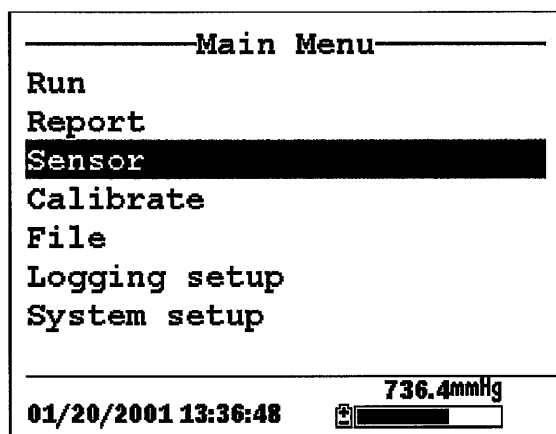 Main Menu
Run
Report
Sensor
Calibrate
File
Logging setup
System setup
736.4mmHg
01/20/2001 13:36:48